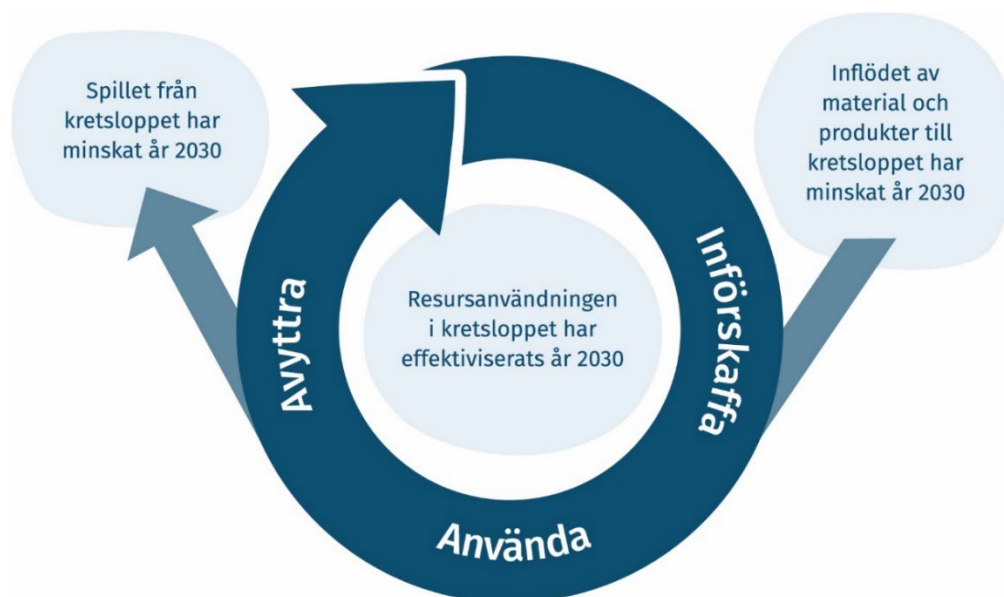 Spillet från
kretsloppet har
minskat år 2030
Inflödet av
material och
produkter till
kretsloppet har
minskat år 2030
Resursanvändningen
i kretsloppet har
effektiviserats år 2030
Införskaffa
Använda
Avyttra